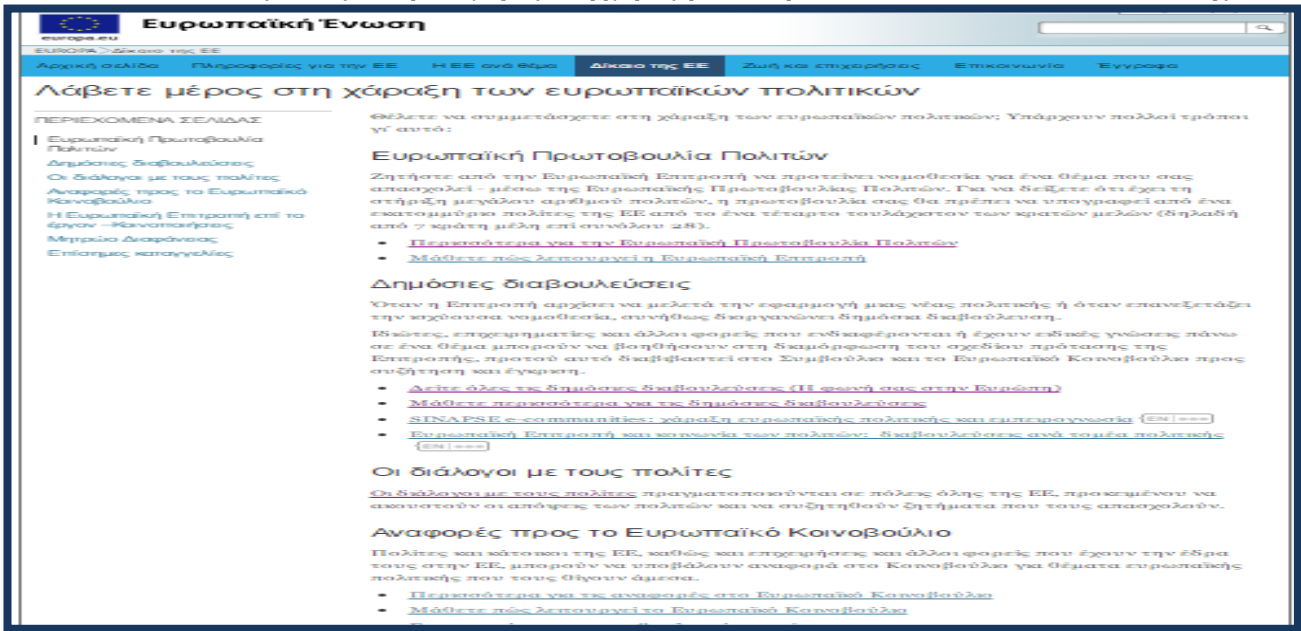 Ευρωπαϊκή Ένωση
europa.eu
EUROPA > Δίκαιο της ΕΕ
Αρχική σελίδα Πληροφορίες για την ΕΕ Η ΕΕ ανά θέμα Δίκαιο της ΕΕ Ζωή και επιχειρήσεις Επικοινωνία Έγγραφα
Λάβετε μέρος στη χάραξη των ευρωπαϊκών πολιτικών
ΠΕΡΙΕΧΟΜΕΝΑ ΣΕΛΙΔΑΣ
Ευρωπαϊκή Πρωτοβουλία
Πολιτών
Δημόσιες διαβουλεύσεις
Οι διάλογοι με τους πολίτες
Αναφορές προς το Ευρωπαϊκό
Κοινοβούλιο
Η Ευρωπαϊκή Επιτροπή επί το
έργον –Κοινοποιήσεις
Μητρώο Διαφάνειας
Επίσημες καταγγελίες
Θέλετε να συμμετάσχετε στη χάραξη των ευρωπαϊκών πολιτικών; Υπάρχουν πολλοί τρόποι
γι' αυτό:
Ευρωπαϊκή Πρωτοβουλία Πολιτών
Ζητήστε από την Ευρωπαϊκή Επιτροπή να προτείνει νομοθεσία για ένα θέμα που σας
απασχολεί - μέσω της Ευρωπαϊκής Πρωτοβουλίας Πολιτών. Για να δείξετε ότι έχει τη
στήριξη μεγάλου αριθμού πολιτών, η πρωτοβουλία σας θα πρέπει να υπογραφεί από ένα
εκατομμύριο πολίτες της ΕΕ από το ένα τέταρτο τουλάχιστον των κρατών μελών (δηλαδή
από 7 κράτη μέλη επί συνόλου 28).
• Περισσότερα για την Ευρωπαϊκή Πρωτοβουλία Πολιτών
• Μάθετε πώς λειτουργεί η Ευρωπαϊκή Επιτροπή
Δημόσιες διαβουλεύσεις
Όταν η Επιτροπή αρχίσει να μελετά την εφαρμογή μιας νέας πολιτικής ή όταν επανεξετάζει
την ισχύουσα νομοθεσία, συνήθως διοργανώνει δημόσια διαβούλευση.
Ιδιώτες, επιχειρηματίες και άλλοι φορείς που ενδιαφέρονται ή έχουν ειδικές γνώσεις πάνω
σε ένα θέμα μπορούν να βοηθήσουν στη διαμόρφωση του σχεδίου πρότασης της
Επιτροπής, προτού αυτό διαβιβαστεί στο Συμβούλιο και το Ευρωπαϊκό Κοινοβούλιο προς
συζήτηση και έγκριση.
• Δείτε όλες τις δημόσιες διαβουλεύσεις (Η φωνή σας στην Ευρώπη)
• Μάθετε περισσότερα για τις δημόσιες διαβουλεύσεις
• SINAPSE e-communities: χάραξη ευρωπαϊκής πολιτικής και εμπειρογνωσία EN
• Ευρωπαϊκή Επιτροπή και κοινωνία των πολιτών: διαβουλεύσεις ανά τομέα πολιτικής
EN
Οι διάλογοι με τους πολίτες
Οι διάλογοι με τους πολίτες πραγματοποιούνται σε πόλεις όλης της ΕΕ, προκειμένου να
ακουστούν οι απόψεις των πολιτών και να συζητηθούν ζητήματα που τους απασχολούν.
Αναφορές προς το Ευρωπαϊκό Κοινοβούλιο
Πολίτες και κάτοικοι της ΕΕ, καθώς και επιχειρήσεις και άλλοι φορείς που έχουν την έδρα
τους στην ΕΕ, μπορούν να υποβάλουν αναφορά στο Κοινοβούλιο για θέματα ευρωπαϊκής
πολιτικής που τους θίγουν άμεσα.
• Περισσότερα για τις αναφορές στο Ευρωπαϊκό Κοινοβούλιο
• Μάθετε πώς λειτουργεί το Ευρωπαϊκό Κοινοβούλιο